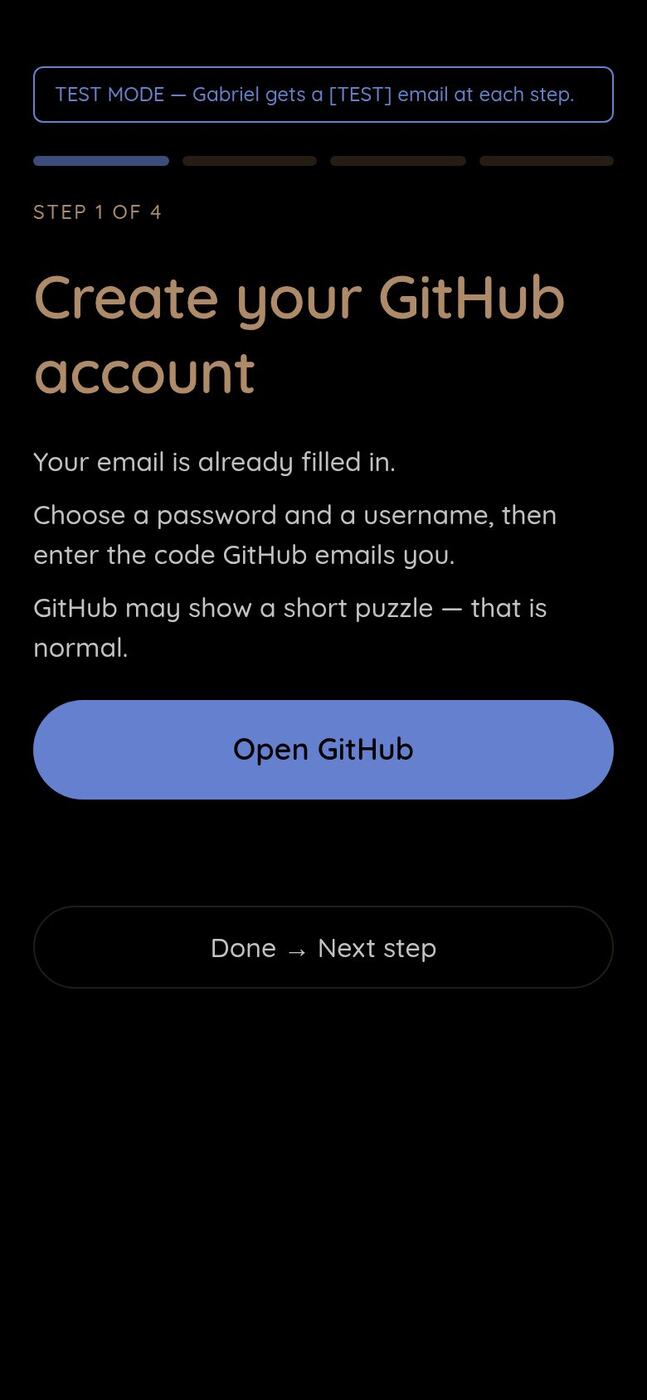 TEST MODE — Gabriel gets a [TEST] email at each step.
STEP 1 OF 4
Create your GitHub
account
Your email is already filled in.
Choose a password and a username, then
enter the code GitHub emails you.
GitHub may show a short puzzle — that is
normal.
Open GitHub
Done → Next step